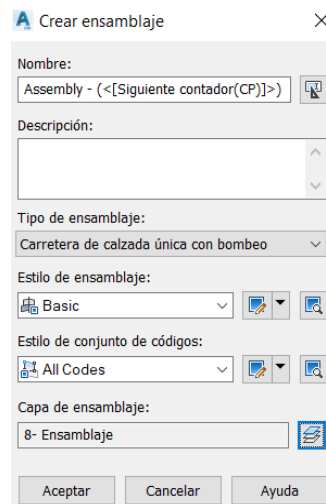 Crear ensamblaje
Nombre:
Assembly - (<[Siguiente contador(CP)]>)
Descripción:
Tipo de ensamblaje:
Carretera de calzada única con bombeo
Estilo de ensamblaje:
Basic
Estilo de conjunto de códigos:
All Codes
Capa de ensamblaje:
8- Ensamblaje
Aceptar Cancelar Ayuda